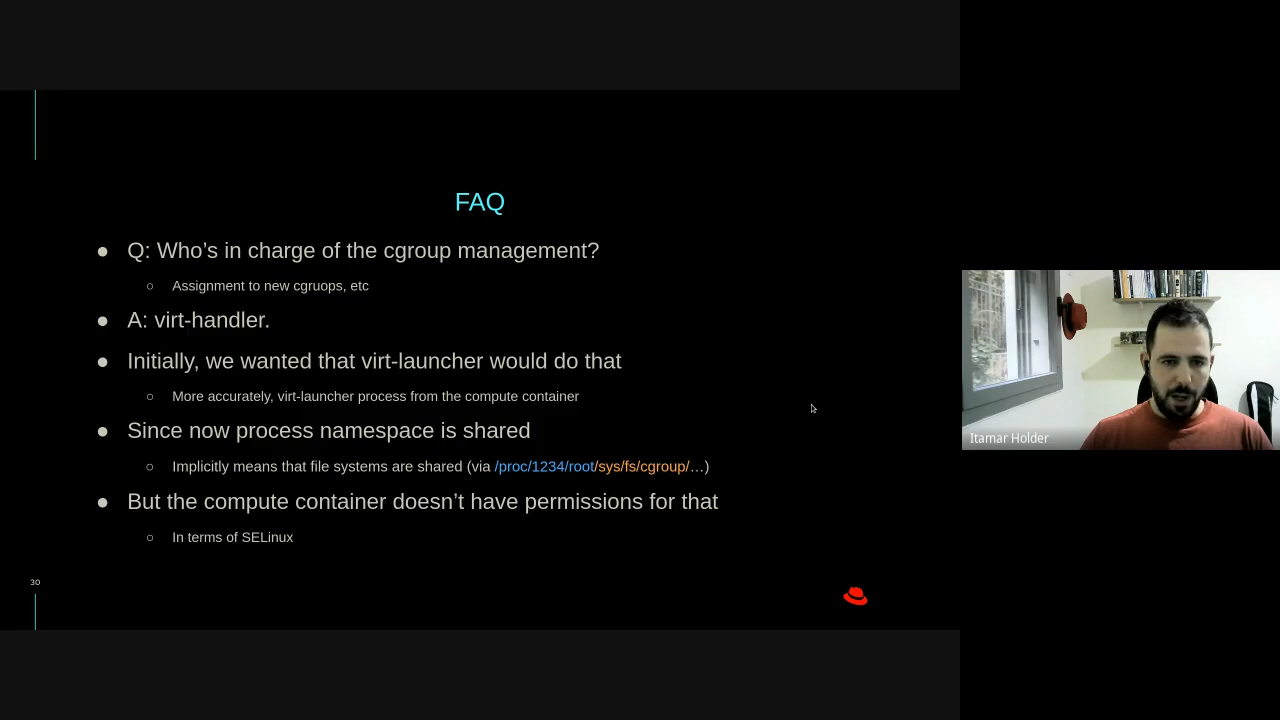 FAQ
● Q: Who’s in charge of the cgroup management?
○ Assignment to new cgruops, etc
● A: virt-handler.
● Initially, we wanted that virt-launcher would do that
○ More accurately, virt-launcher process from the compute container
● Since now process namespace is shared
○ Implicitly means that file systems are shared (via /proc/1234/root/sys/fs/cgroup/…)
● But the compute container doesn’t have permissions for that
○ In terms of SELinux
30
Itamar Holder